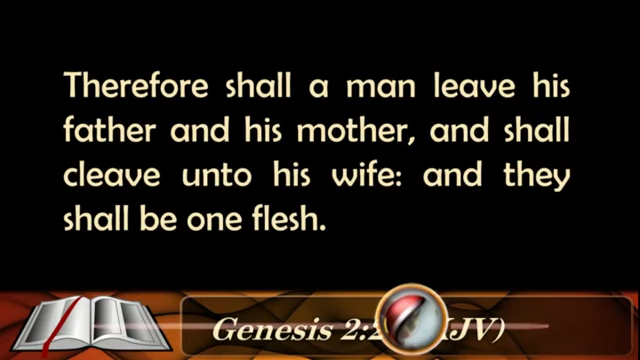 Therefore shall a man leave his
father and his mother, and shall
cleave unto his wife: and they
shall be one flesh.
Genesis 2:2 JV)